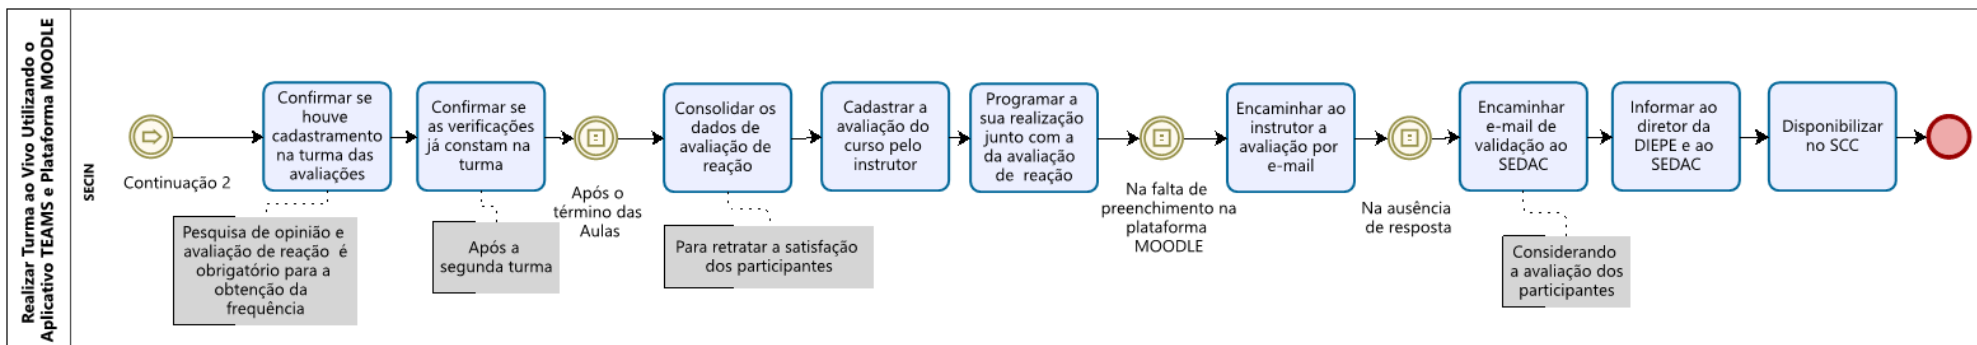 Realizar Turma ao Vivo Utilizando o
Aplicativo TEAMS e Plataforma MOODLE
SECIN
Continuação 2
Confirmar se
houve
cadastramento
na turma das
avaliações
Pesquisa de opinião e
avaliação de reação é
obrigatório para a
obtenção da
frequência
Confirmar se
as verificações
já constam na
turma
Após a
segunda turma
Após o
término das
Aulas
Consolidar os
dados de
avaliação de
reação
Para retratar a satisfação
dos participantes
Cadastrar a
avaliação do
curso pelo
instrutor
Programar a
sua realização
junto com a
da avaliação
de reação
Na falta de
preenchimento na
plataforma
MOODLE
Encaminhar ao
instrutor a
avaliação por
e-mail
Na ausência
de resposta
Encaminhar
e-mail de
validação ao
SEDAC
Considerando
a avaliação dos
participantes
Informar ao
diretor da
DIEPE e ao
SEDAC
Disponibilizar
no SCC